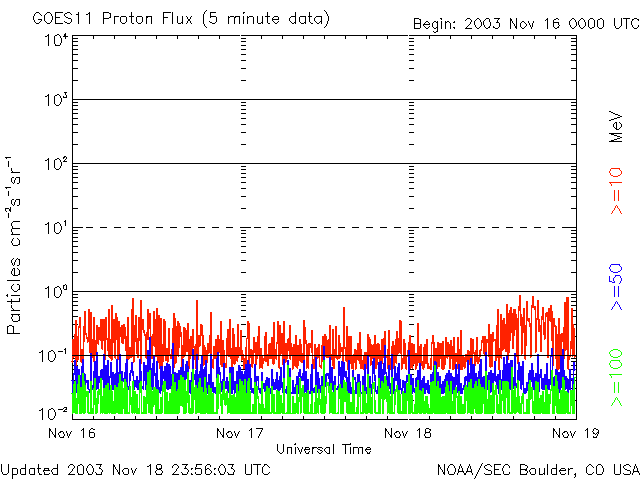 GOES11 Proton Flux (5 minute data)
Begin: 2003 Nov 16 0000 UTC
Particles cm⁻²s⁻¹sr⁻¹
10⁴
10³
10²
10¹
10⁰
10⁻¹
10⁻²
MeV
>=10
>=50
>=100
Nov 16 Nov 17 Nov 18 Nov 19
Universal Time
Updated 2003 Nov 18 23:56:03 UTC
NOAA/SEC Boulder, CO USA